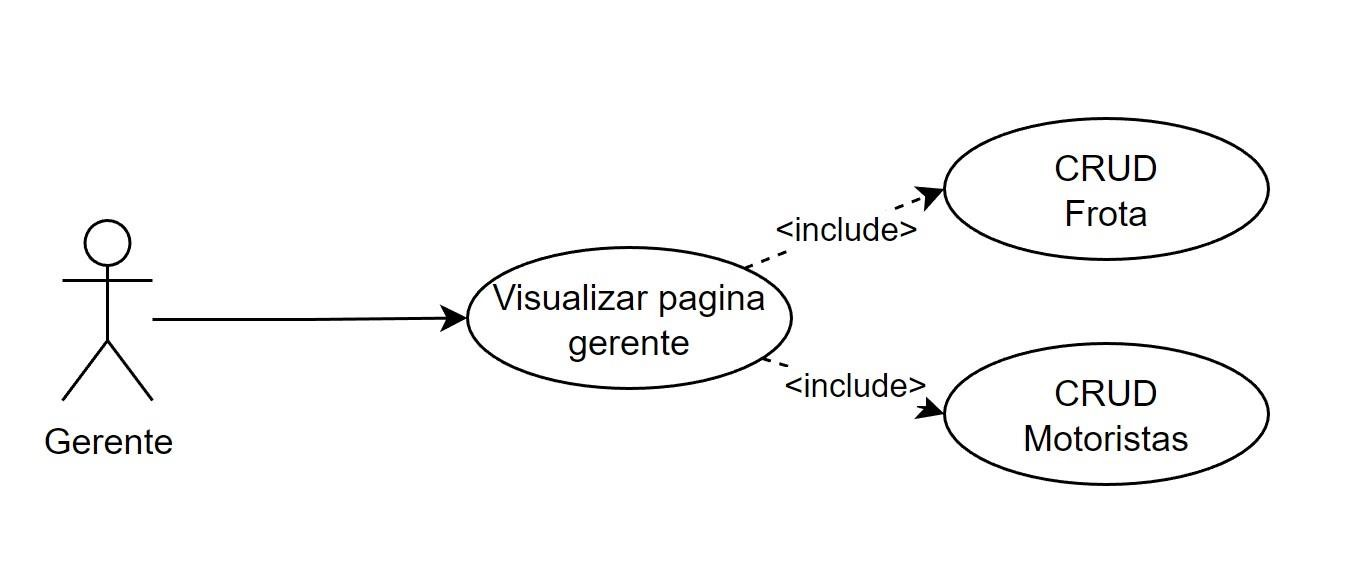 CRUD
Frota
<include>
Visualizar pagina
gerente
<include>
CRUD
Motoristas
Gerente